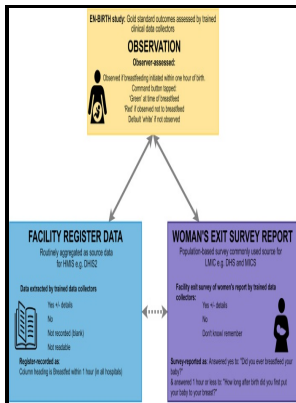 EN-BIRTH study: Gold standard outcomes assessed by trained
clinical data collectors
OBSERVATION
Observer-assessed:
Observed if breastfeeding initiated within one hour of birth.
Command button tapped:
'Green' at time of breastfeed
'Red' if observed not to breastfeed
Default 'white' if not observed
FACILITY REGISTER DATA
Routinely aggregated as source data
for HMIS e.g. DHIS2
Data extracted by trained data collectors
Yes +/- details
No
Not recorded (blank)
Not readable
Register-recorded as:
Column heading is Breastfed within 1 hour (in all hospitals)
WOMAN'S EXIT SURVEY REPORT
Population-based survey commonly used source for
LMIC e.g. DHS and MICS
Facility exit survey of women's report by trained data
collectors:
Yes +/- details
No
Don't know/ remember
Survey-reported as: Answered yes to: "Did you ever breastfeed your
baby?"
& answered 1 hour or less to: "How long after birth did you first put
your baby to your breast?"